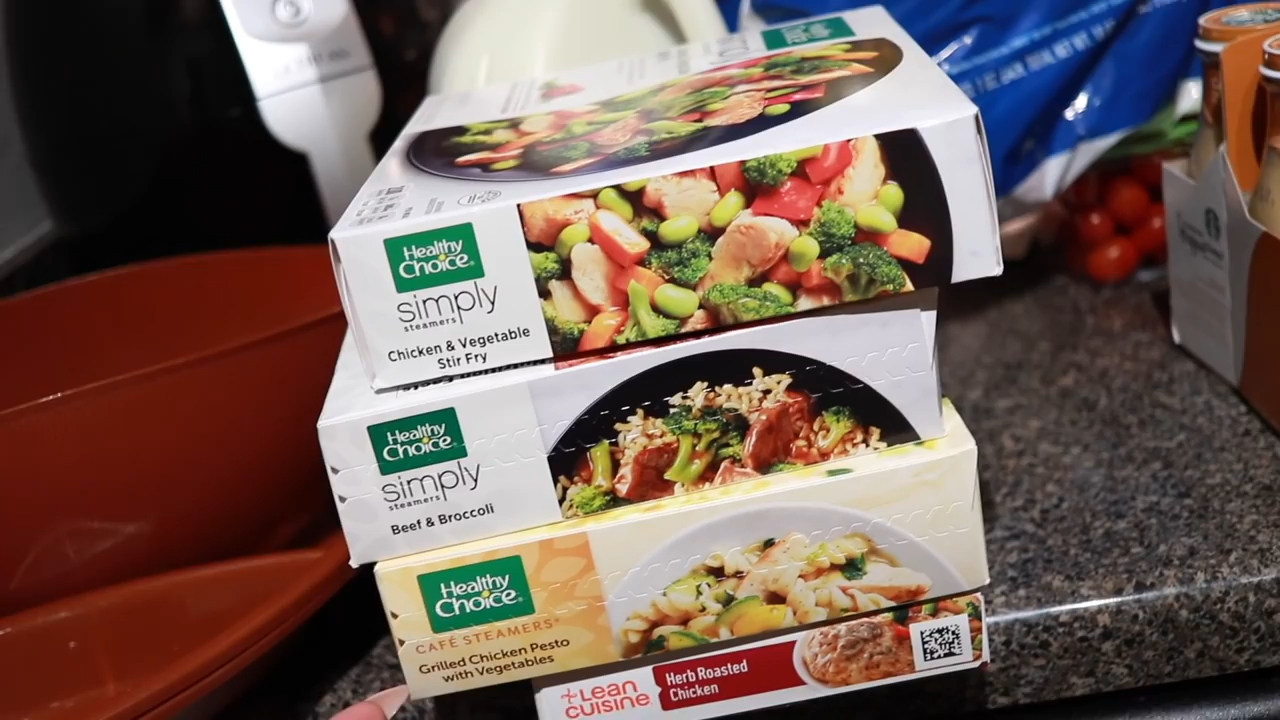 Healthy
Choice
simply
steamers
Chicken & Vegetable
Stir Fry
Healthy
Choice
simply
steamers
Beef & Broccoli
Healthy
Choice
CAFÉ STEAMERS
Grilled Chicken Pesto
with Vegetables
Lean
Cuisine
Herb Roasted
Chicken